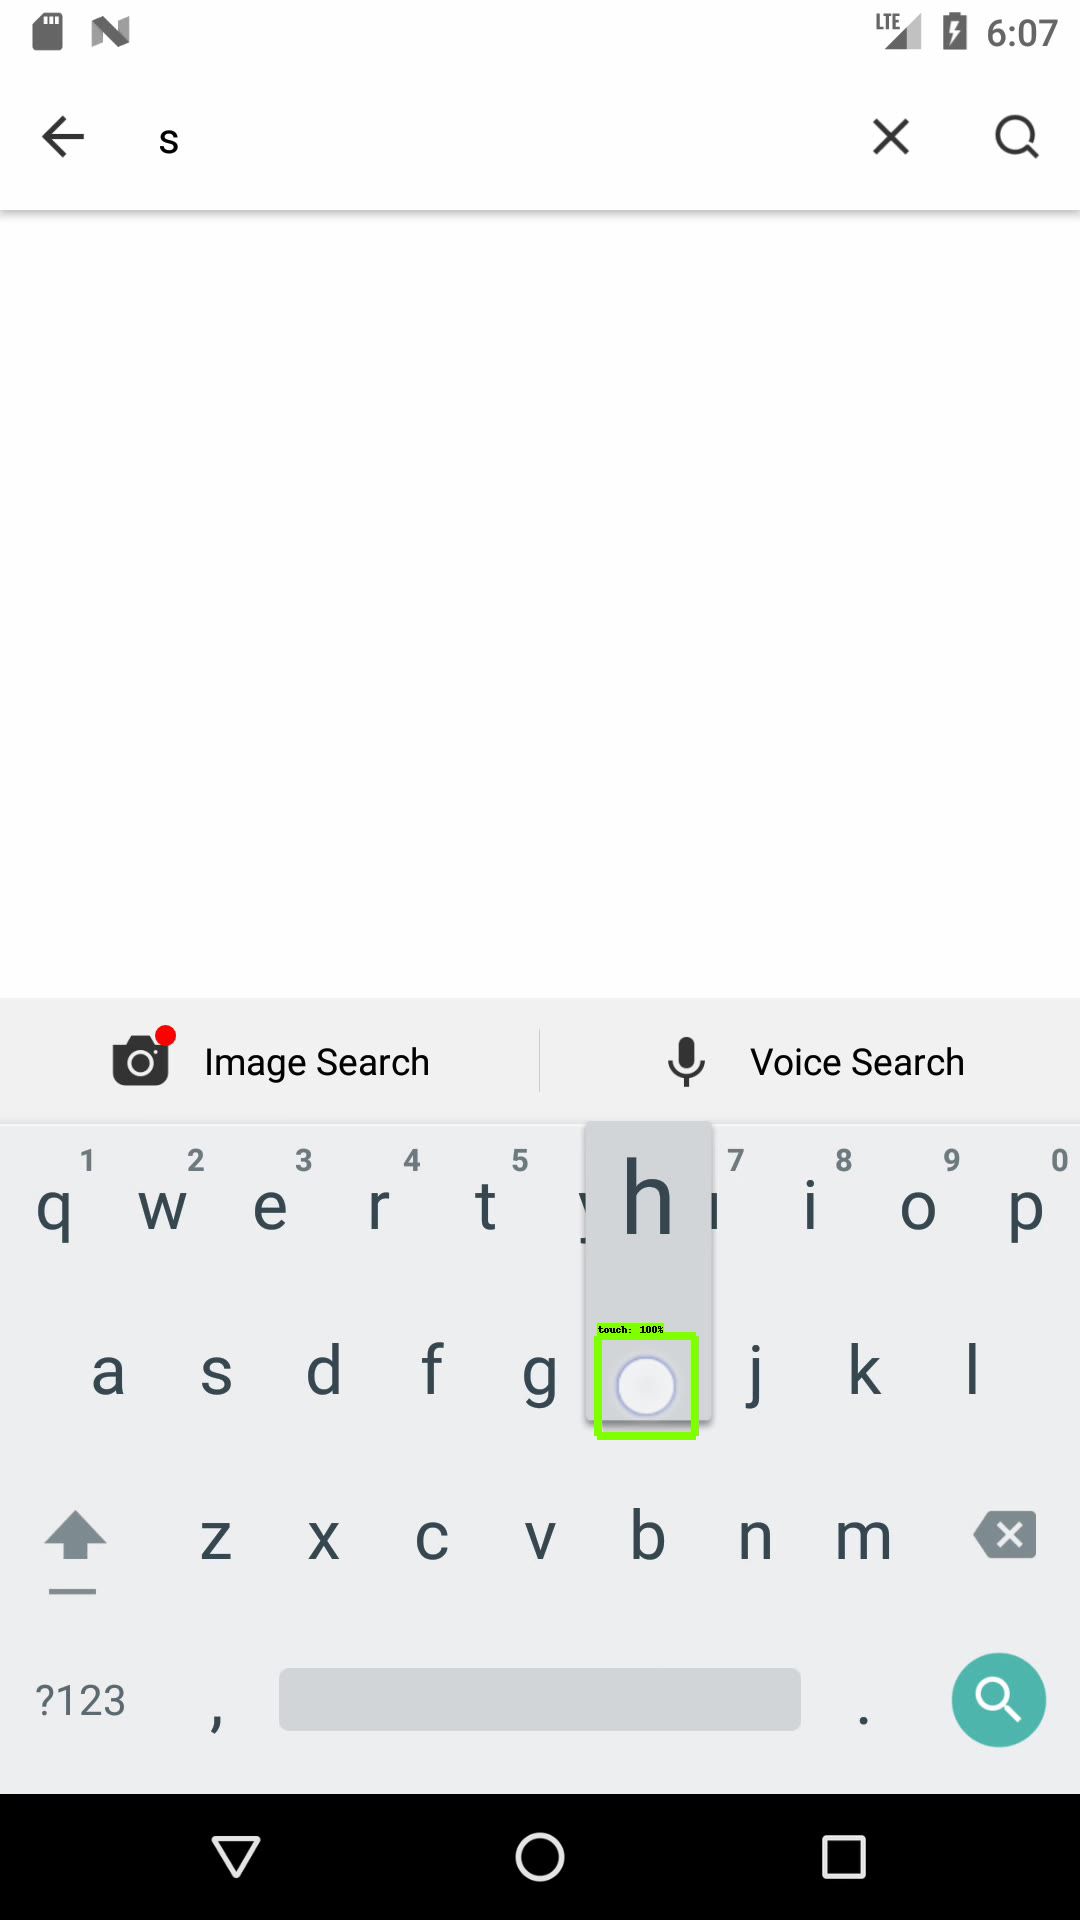 LTE 6:07
s
Image Search Voice Search
1 2 3 4 5 7 8 9 0
q w e r t h i o p
touch: 100%
a s d f g j k l
z x c v b n m
?123 , .